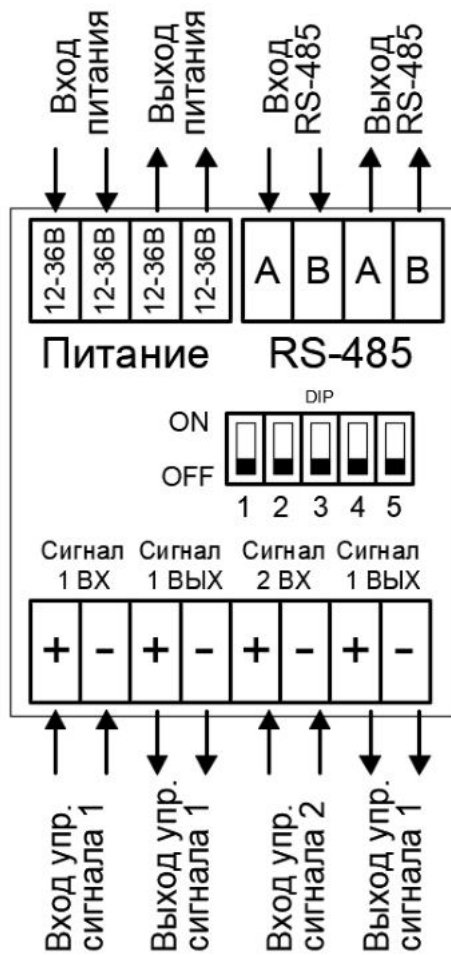 Вход
питания
Выход
питания
Вход
RS-485
Выход
RS-485
12-36В
12-36В
12-36В
12-36В
A
B
A
B
Питание
RS-485
DIP
ON
OFF
1 2 3 4 5
Сигнал
1 ВХ
Сигнал
1 ВЫХ
Сигнал
2 ВХ
Сигнал
1 ВЫХ
+ - + - + - + -
Вход упр.
сигнала 1
Выход упр.
сигнала 1
Вход упр.
сигнала 2
Выход упр.
сигнала 1